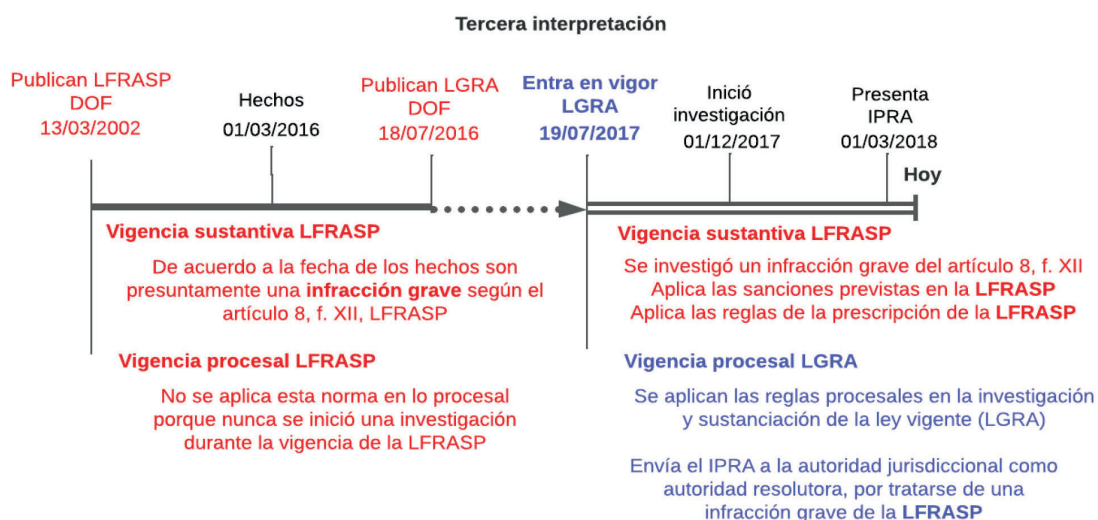 Tercera interpretación
Publican LFRASP
DOF
13/03/2002
Hechos
01/03/2016
Publican LGRA
DOF
18/07/2016
Entra en vigor
LGRA
19/07/2017
Inició
investigación
01/12/2017
Presenta
IPRA
01/03/2018
Hoy
Vigencia sustantiva LFRASP
De acuerdo a la fecha de los hechos son
presuntamente una infracción grave según el
artículo 8, f. XII, LFRASP
Vigencia procesal LFRASP
No se aplica esta norma en lo procesal
porque nunca se inició una investigación
durante la vigencia de la LFRASP
Vigencia sustantiva LFRASP
Se investigó un infracción grave del artículo 8, f. XII
Aplica las sanciones previstas en la LFRASP
Aplica las reglas de la prescripción de la LFRASP
Vigencia procesal LGRA
Se aplican las reglas procesales en la investigación
y sustanciación de la ley vigente (LGRA)
Envía el IPRA a la autoridad jurisdiccional como
autoridad resolutora, por tratarse de una
infracción grave de la LFRASP